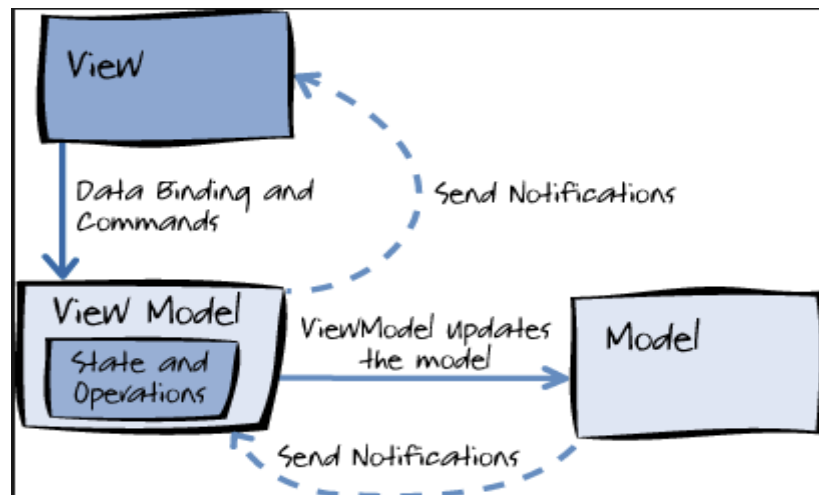 View
Data Binding and
Commands
Send Notifications
View Model
State and
Operations
ViewModel updates
the model
Model
Send Notifications